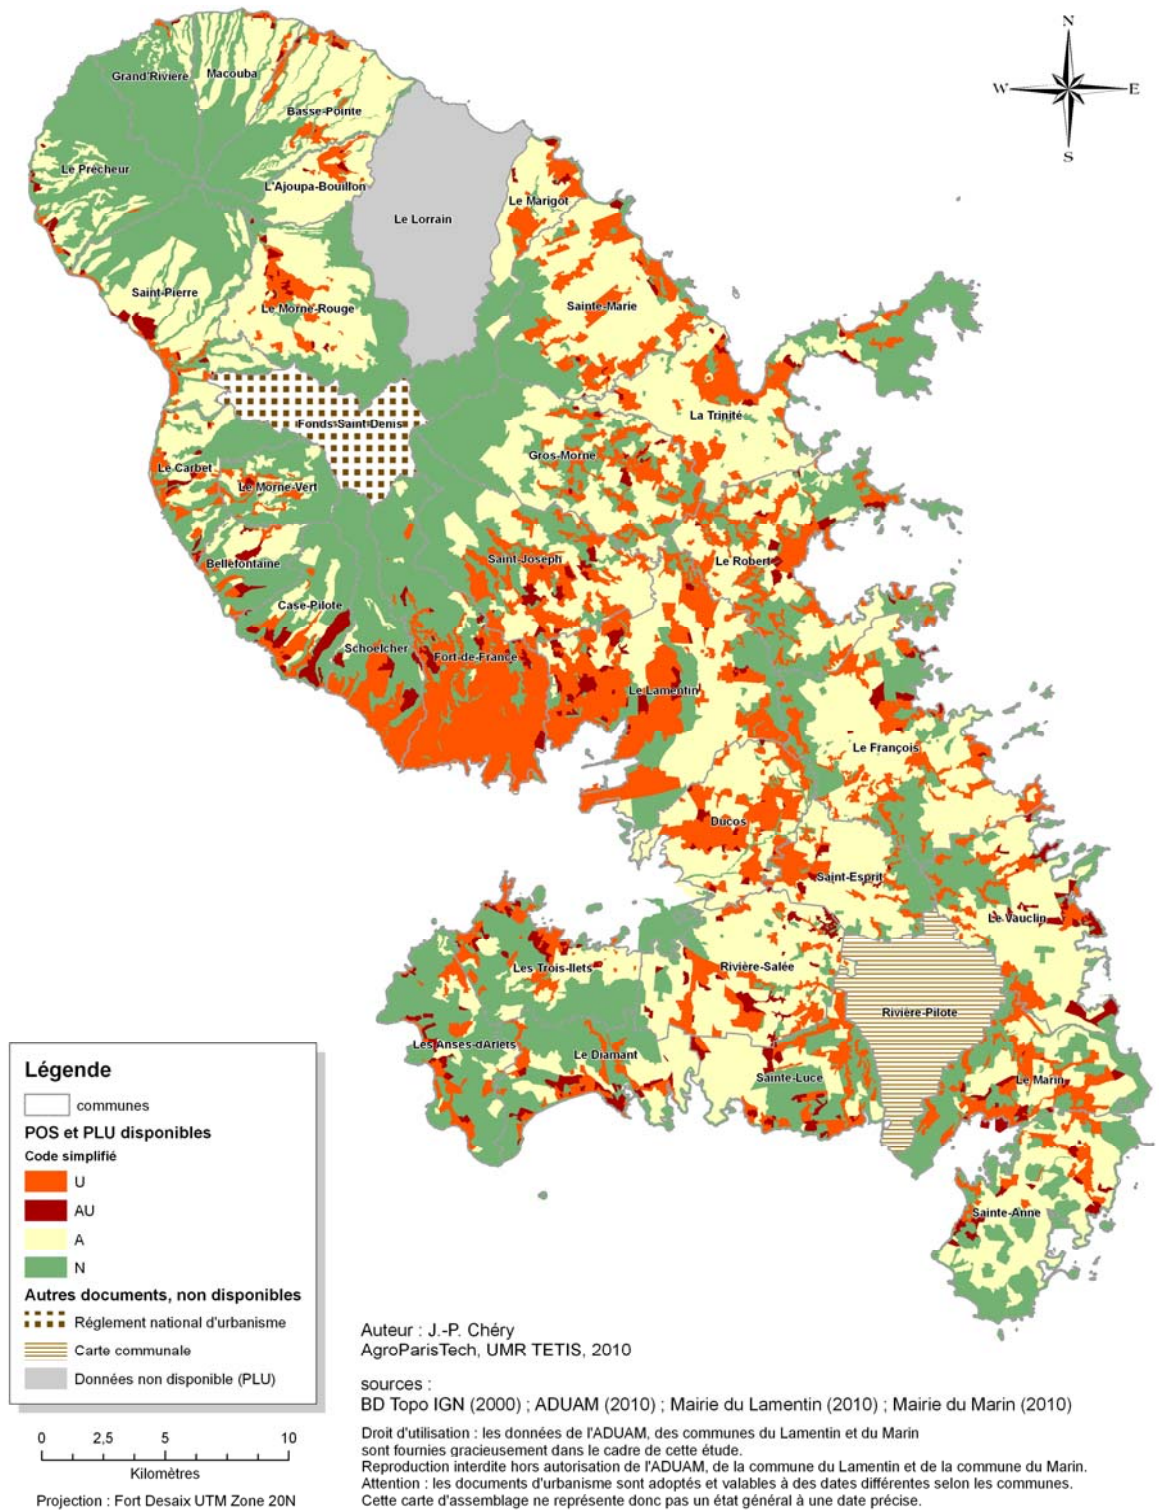 N
W
E
S
Grand'Rivière
Macouba
Basse-Pointe
Le Prêcheur
L'Ajoupa-Bouillon
Le Marigot
Le Lorrain
Saint-Pierre
Le Morne-Rouge
Sainte-Marie
La Trinité
Fonds Saint-Denis
Gros-Morne
Le Carbet
Le Morne-Vert
Saint-Joseph
Le Robert
Bellefontaine
Case-Pilote
Schoelcher
Fort-de-France
Le Lamentin
Le François
Ducos
Saint-Esprit
Le Vauclin
Les Trois-Ilets
Rivière-Salée
Rivière-Pilote
Les Anses-d'Arlets
Le Diamant
Sainte-Luce
Le Marin
Sainte-Anne
Légende
communes
POS et PLU disponibles
Code simplifié
U
AU
A
N
Autres documents, non disponibles
Réglement national d'urbanisme
Carte communale
Données non disponible (PLU)
0 2,5 5 10
Kilomètres
Projection : Fort Desaix UTM Zone 20N
Auteur : J.-P. Chéry
AgroParisTech, UMR TETIS, 2010
sources :
BD Topo IGN (2000) ; ADUAM (2010) ; Mairie du Lamentin (2010) ; Mairie du Marin (2010)
Droit d'utilisation : les données de l'ADUAM, des communes du Lamentin et du Marin
sont fournies gracieusement dans le cadre de cette étude.
Reproduction interdite hors autorisation de l'ADUAM, de la commune du Lamentin et de la commune du Marin.
Attention : les documents d'urbanisme sont adoptés et valables à des dates différentes selon les communes.
Cette carte d'assemblage ne représente donc pas un état général à une date précise.